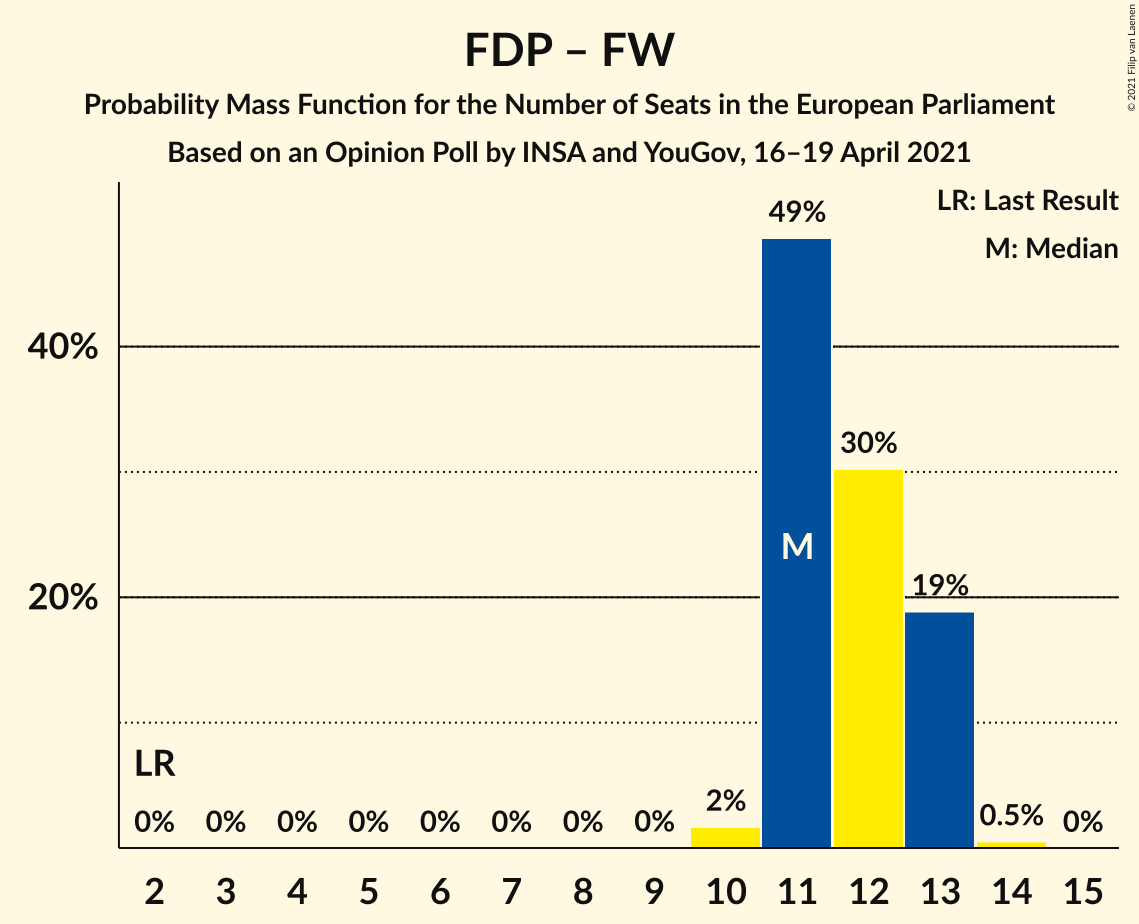 FDP – FW
Probability Mass Function for the Number of Seats in the European Parliament
Based on an Opinion Poll by INSA and YouGov, 16–19 April 2021
© 2021 Filip van Laenen
LR: Last Result
M: Median
49%
40%
30%
M
19%
20%
LR
0% 0% 0% 0% 0% 0% 0% 0% 2% 0.5% 0%
2 3 4 5 6 7 8 9 10 11 12 13 14 15